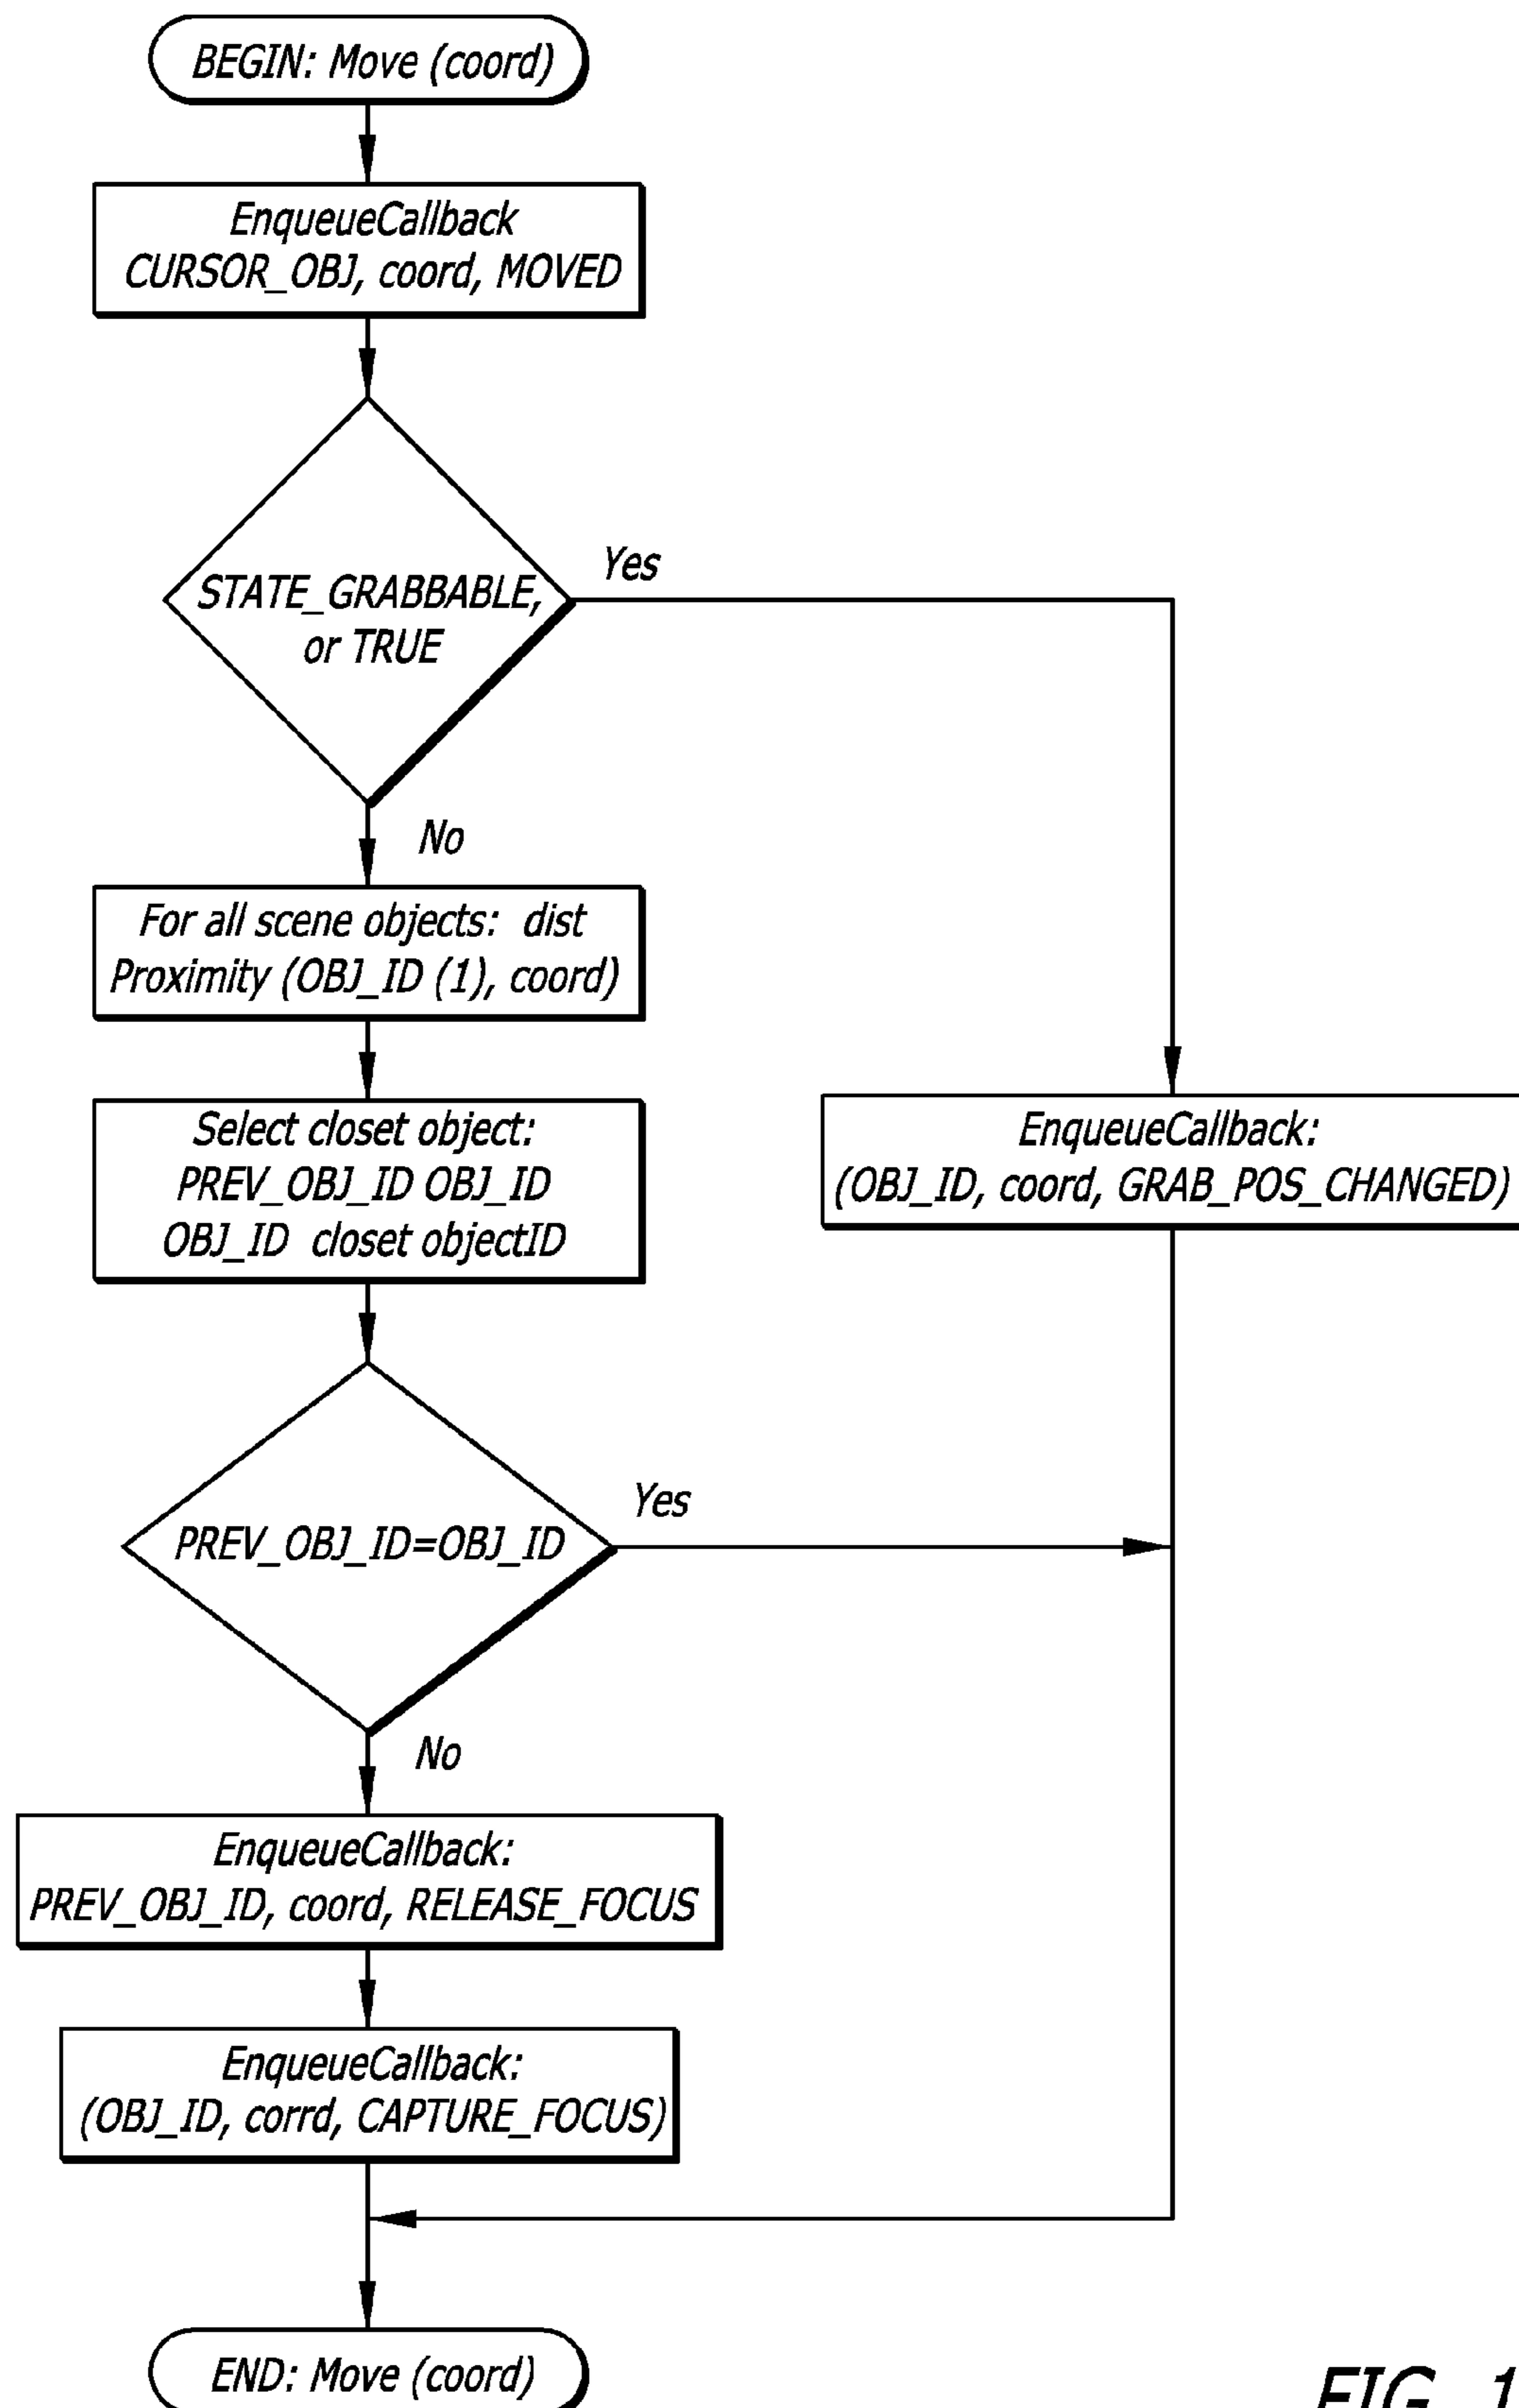 BEGIN: Move (coord)
EnqueueCallback
CURSOR_OBJ, coord, MOVED
STATE_GRABBABLE,
or TRUE
Yes
No
For all scene objects: dist
Proximity (OBJ_ID (1), coord)
Select closet object:
PREV_OBJ_ID OBJ_ID
OBJ_ID closet objectID
EnqueueCallback:
(OBJ_ID, coord, GRAB_POS_CHANGED)
PREV_OBJ_ID=OBJ_ID
Yes
No
EnqueueCallback:
PREV_OBJ_ID, coord, RELEASE_FOCUS
EnqueueCallback:
(OBJ_ID, corrd, CAPTURE_FOCUS)
END: Move (coord)
FIG. 1